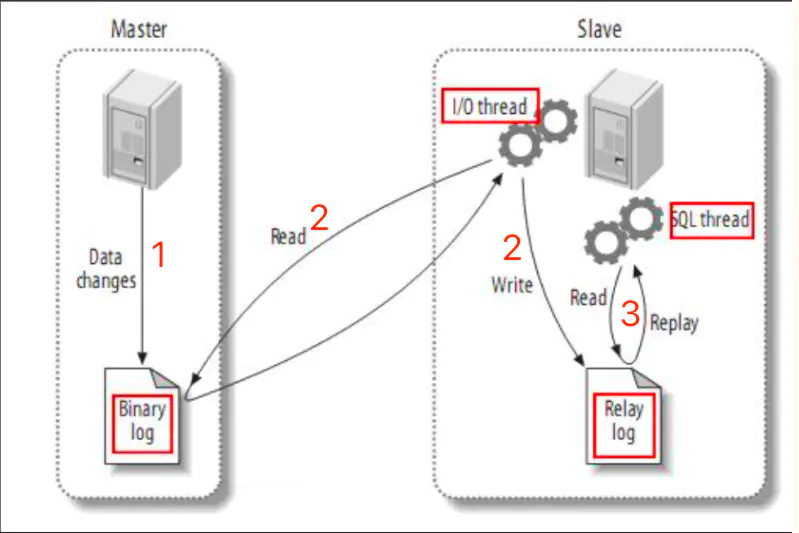 Master
Slave
I/O thread
SQL thread
Data
changes
1
Read
2
2
Write
Read
3
Replay
Binary
log
Relay
log